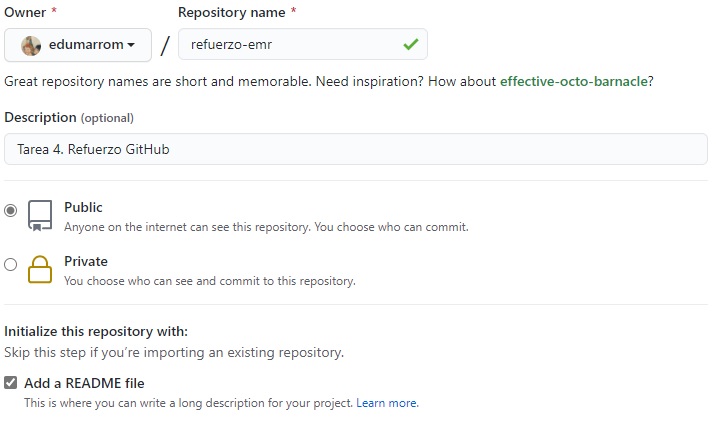 Owner * Repository name *
edumarrom / refuerzo-emr
Great repository names are short and memorable. Need inspiration? How about effective-octo-barnacle?
Description (optional)
Tarea 4. Refuerzo GitHub
Public
Anyone on the internet can see this repository. You choose who can commit.
Private
You choose who can see and commit to this repository.
Initialize this repository with:
Skip this step if you're importing an existing repository.
Add a README file
This is where you can write a long description for your project. Learn more.